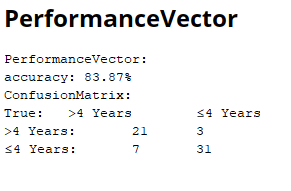 PerformanceVector
PerformanceVector:
accuracy: 83.87%
ConfusionMatrix:
True:	>4 Years	≤4 Years
>4 Years:	21	3
≤4 Years:	7	31